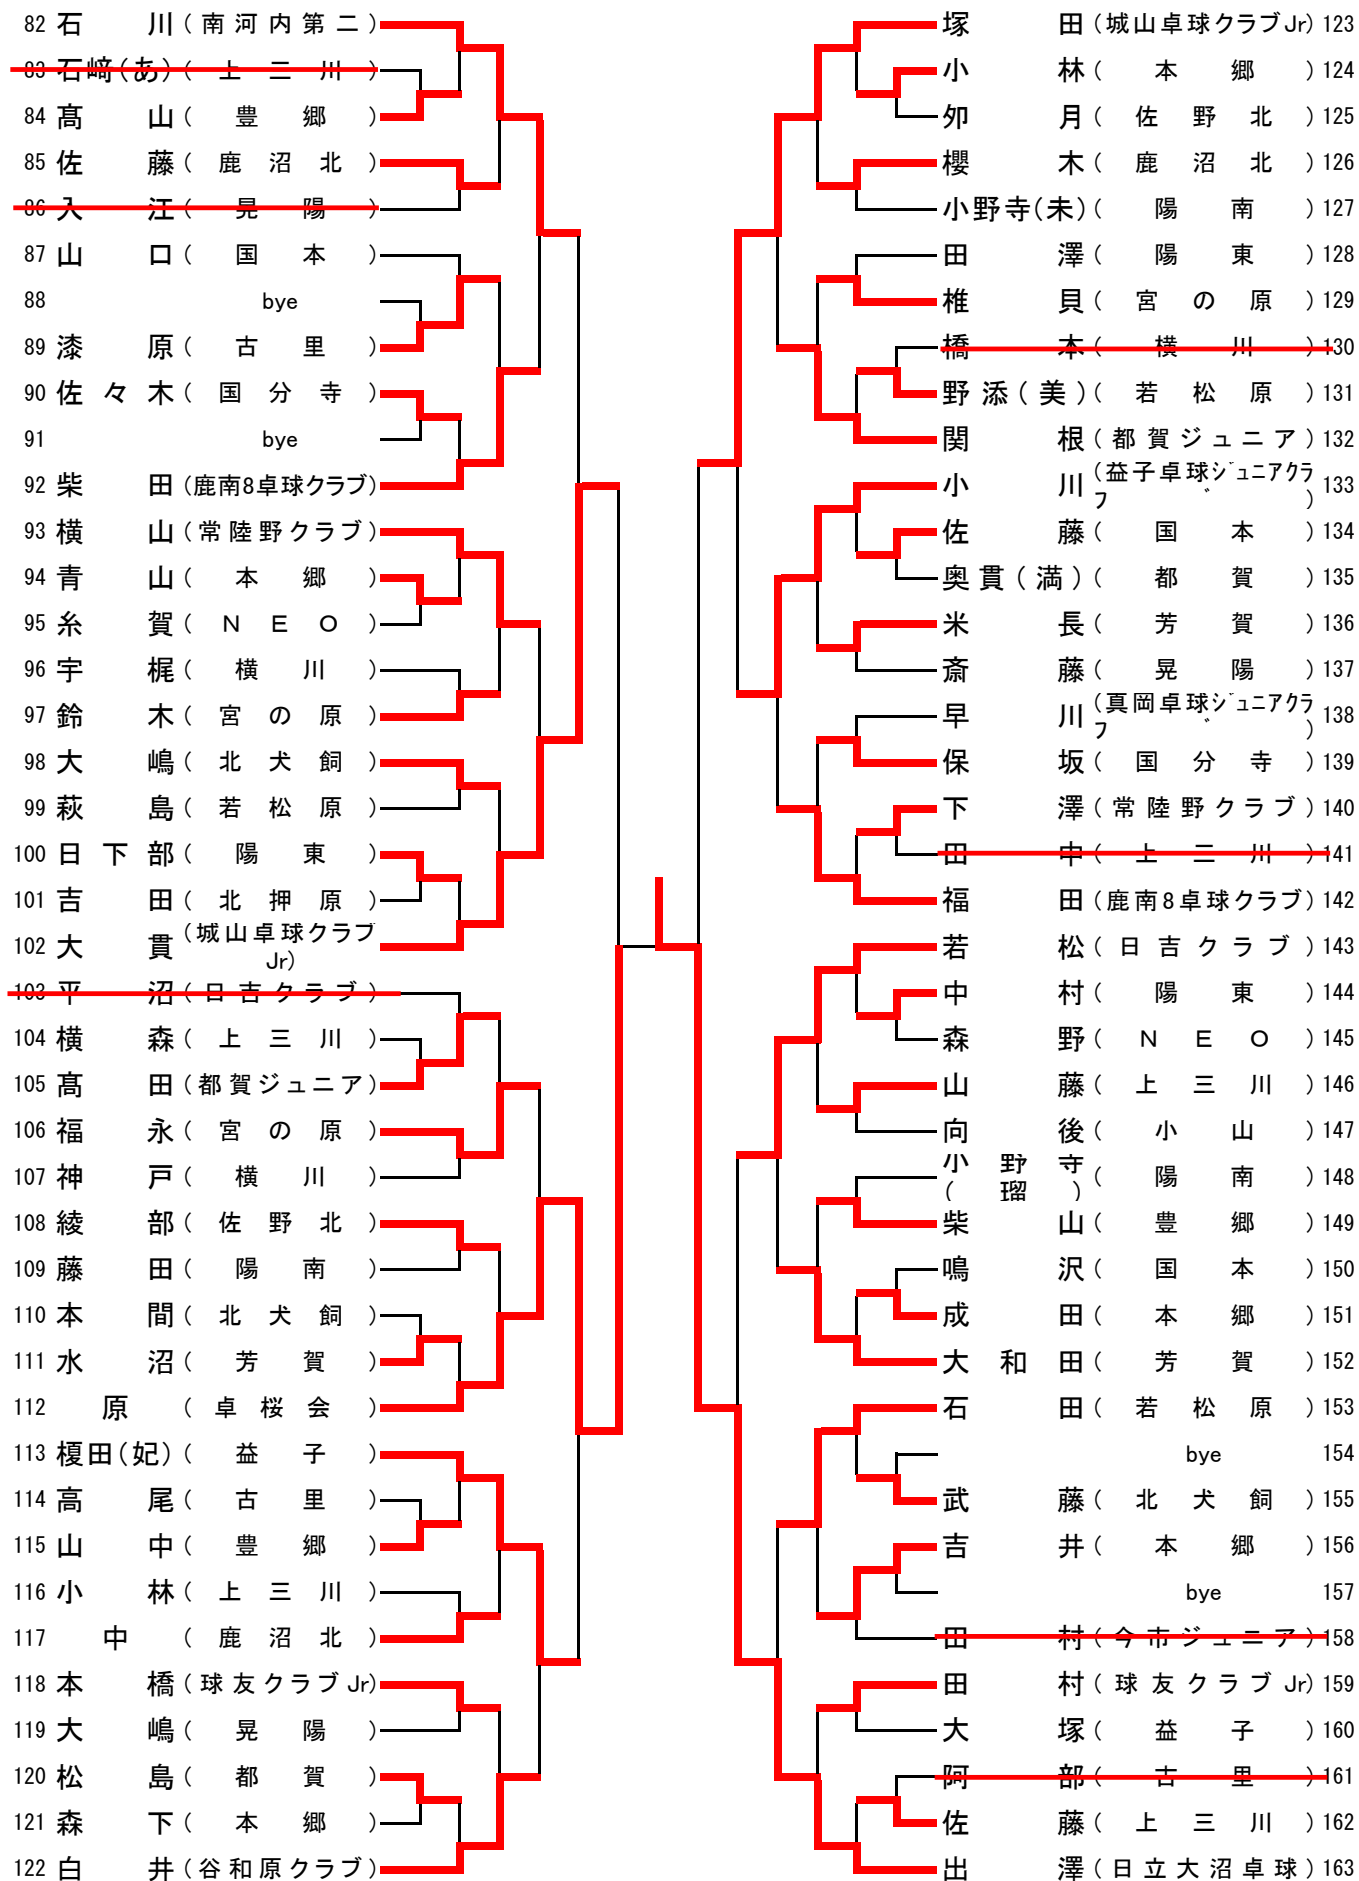 82 石川(南河内第二)
83 石﨑(あ)(上三川)
84 髙山(豊郷)
85 佐藤(鹿沼北)
86 入江(晃陽)
87 山口(国本)
88 bye
89 漆原(古里)
90 佐々木(国分寺)
91 bye
92 柴田(鹿南8卓球クラブ)
93 横山(常陸野クラブ)
94 青山(本郷)
95 糸賀(NEO)
96 宇梶(横川)
97 鈴木(宮の原)
98 大嶋(北犬飼)
99 萩島(若松原)
100 日下部(陽東)
101 吉田(北押原)
102 大貫(城山卓球クラブ
Jr)
103 平沼(日吉クラブ)
104 横森(上三川)
105 髙田(都賀ジュニア)
106 福永(宮の原)
107 神戸(横川)
108 綾部(佐野北)
109 藤田(陽南)
110 本間(北犬飼)
111 水沼(芳賀)
112 原(卓桜会)
113 榎田(妃)(益子)
114 高尾(古里)
115 山中(豊郷)
116 小林(上三川)
117 中(鹿沼北)
118 本橋(球友クラブJr)
119 大嶋(晃陽)
120 松島(都賀)
121 森下(本郷)
122 白井(谷和原クラブ)
塚田(城山卓球クラブJr) 123
小林(本郷) 124
夘月(佐野北) 125
櫻木(鹿沼北) 126
小野寺(未)(陽南) 127
田澤(陽東) 128
椎貝(宮の原) 129
橋本(横川) 130
野添(美)(若松原) 131
関根(都賀ジュニア) 132
小川(益子卓球ジュニアクラ
ブ) 133
佐藤(国本) 134
奥貫(満)(都賀) 135
米長(芳賀) 136
斎藤(晃陽) 137
早川(真岡卓球ジュニアクラ
ブ) 138
保坂(国分寺) 139
下澤(常陸野クラブ) 140
田中(上三川) 141
福田(鹿南8卓球クラブ) 142
若松(日吉クラブ) 143
中村(陽東) 144
森野(NEO) 145
山藤(上三川) 146
向後(小山) 147
小野寺
(瑠)(陽南) 148
柴山(豊郷) 149
鳴沢(国本) 150
成田(本郷) 151
大和田(芳賀) 152
石田(若松原) 153
bye 154
武藤(北犬飼) 155
吉井(本郷) 156
bye 157
田村(今市ジュニア) 158
田村(球友クラブJr) 159
大塚(益子) 160
阿部(古里) 161
佐藤(上三川) 162
出澤(日立大沼卓球) 163